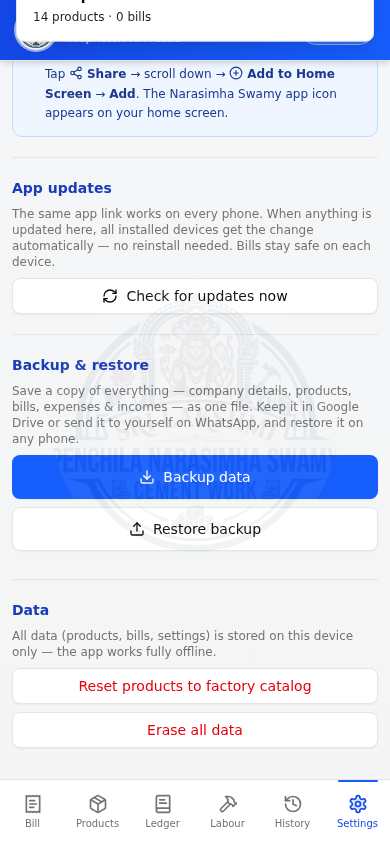 14 products · 0 bills
Tap Share → scroll down → Add to Home
Screen → Add. The Narasimha Swamy app icon
appears on your home screen.
App updates
The same app link works on every phone. When anything is
updated here, all installed devices get the change
automatically — no reinstall needed. Bills stay safe on each
device.
Check for updates now
Backup & restore
Save a copy of everything — company details, products,
bills, expenses & incomes — as one file. Keep it in Google
Drive or send it to yourself on WhatsApp, and restore it on
any phone.
PENCHILA NARASIMHA SWAMY
Backup data
CEMENT WORK
Restore backup
Data
All data (products, bills, settings) is stored on this device
only — the app works fully offline.
Reset products to factory catalog
Erase all data
Bill Products Ledger Labour History Settings